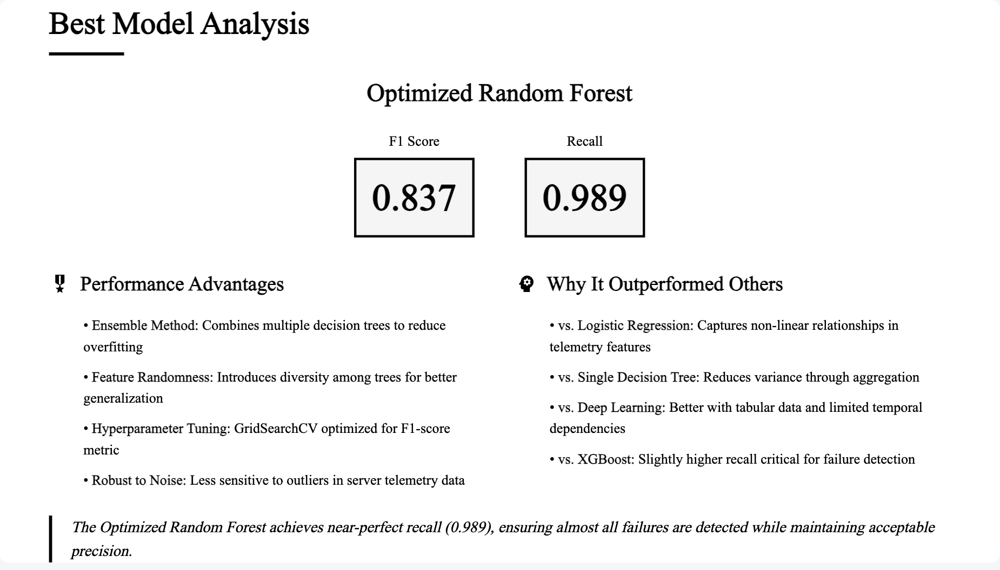 Best Model Analysis
Optimized Random Forest
F1 Score
0.837
Recall
0.989
Performance Advantages
• Ensemble Method: Combines multiple decision trees to reduce
overfitting
• Feature Randomness: Introduces diversity among trees for better
generalization
• Hyperparameter Tuning: GridSearchCV optimized for F1-score
metric
• Robust to Noise: Less sensitive to outliers in server telemetry data
Why It Outperformed Others
• vs. Logistic Regression: Captures non-linear relationships in
telemetry features
• vs. Single Decision Tree: Reduces variance through aggregation
• vs. Deep Learning: Better with tabular data and limited temporal
dependencies
• vs. XGBoost: Slightly higher recall critical for failure detection
The Optimized Random Forest achieves near-perfect recall (0.989), ensuring almost all failures are detected while maintaining acceptable
precision.